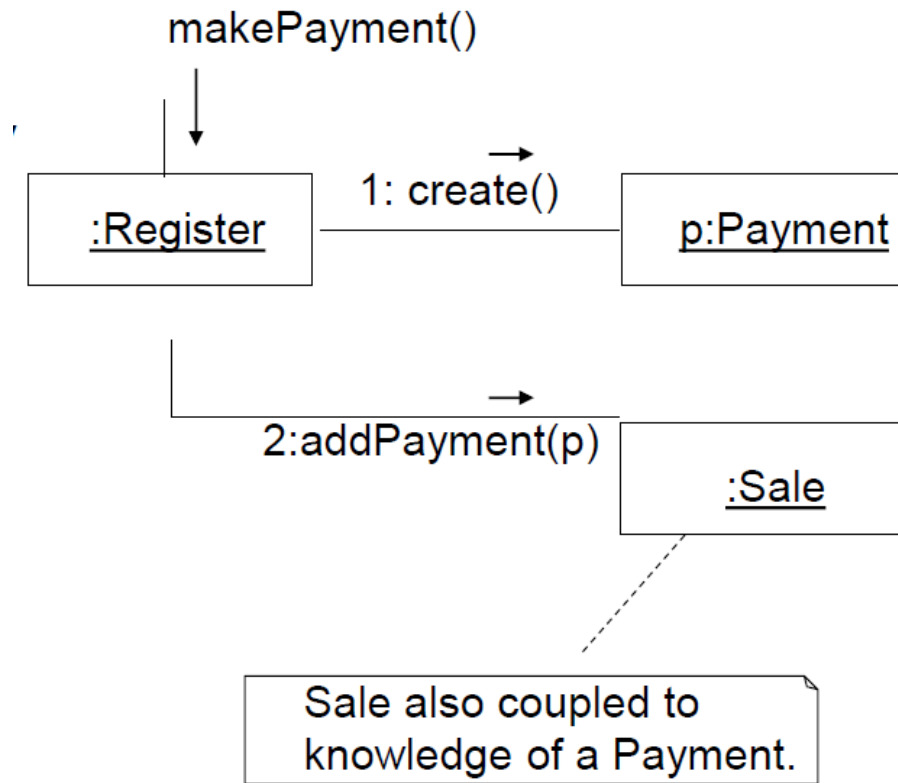 makePayment()
1: create()
:Register
p:Payment
2:addPayment(p)
:Sale
Sale also coupled to
knowledge of a Payment.